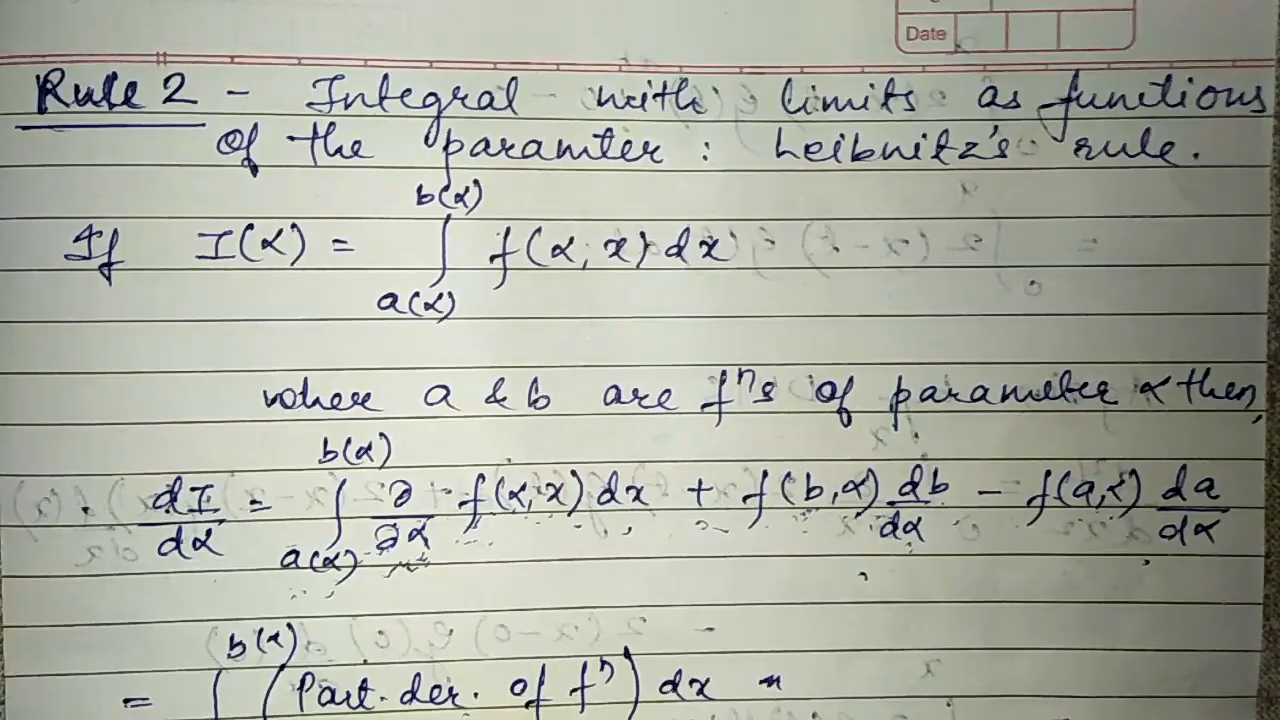 Date
Rule 2 - Integral with limits as functions
of the paramter : Leibnitz's rule.
b(α)
If I(α) = ∫ f(α, x) dx
a(α)
where a & b are fⁿs of parameter α then,
b(α)
dI/dα = ∫ ∂/∂α f(α, x) dx + f(b, α) db/dα - f(a, α) da/dα
a(α)
b(α)
= ∫ (Part. der. of fⁿ) dx